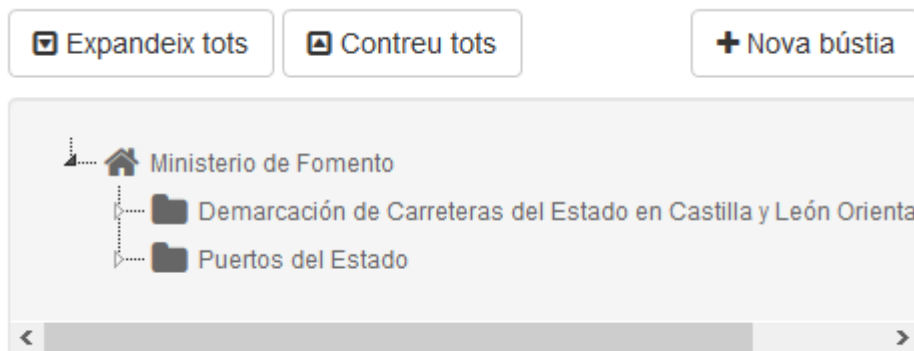 Expandeix tots Contreu tots Nova bústia
Ministerio de Fomento
Demarcación de Carreteras del Estado en Castilla y León Orienta
Puertos del Estado